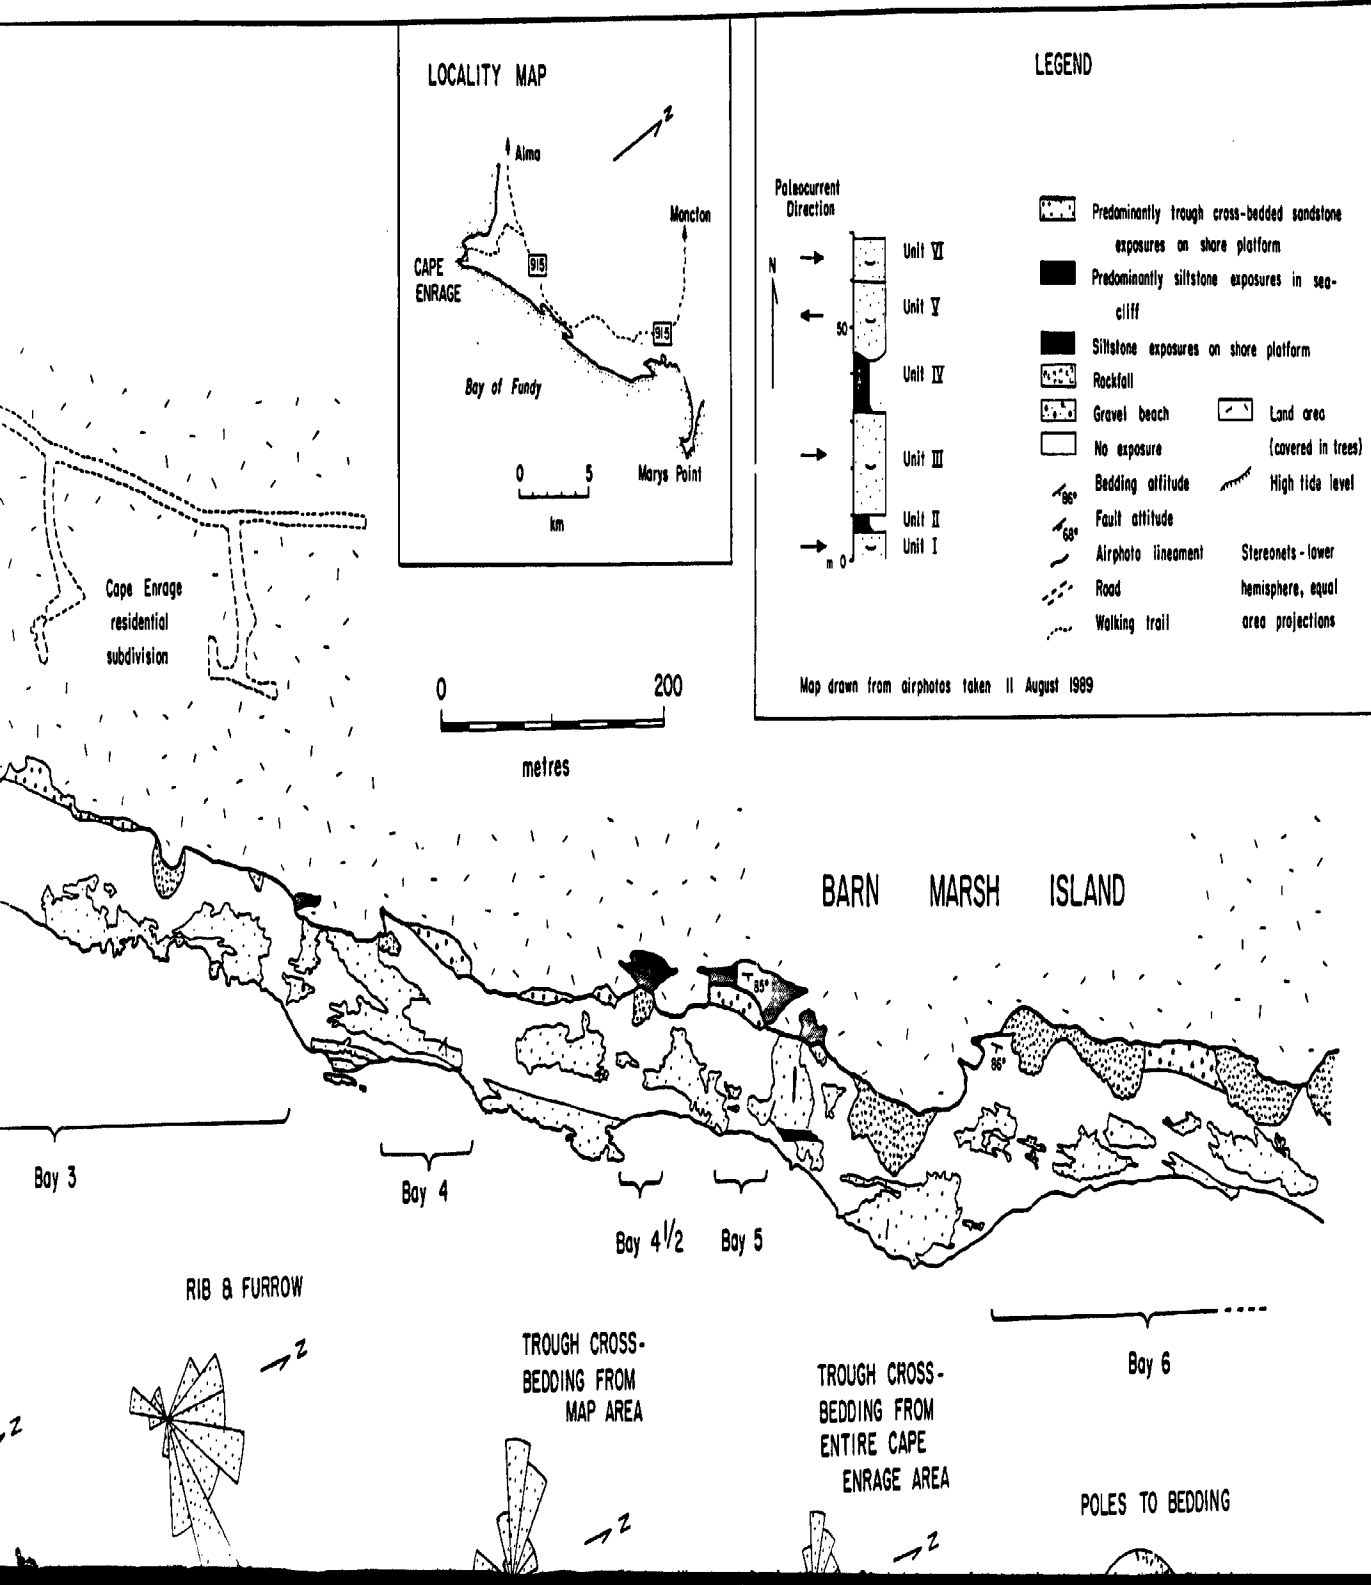 LOCALITY MAP
N
Alma
Moncton
CAPE
ENRAGE
915
915
Bay of Fundy
0 5
km
Marys Point
LEGEND
Paleocurrent
Direction
N
Unit VI
Unit V
50
Unit IV
Unit III
Unit II
Unit I
m 0
Predominantly trough cross-bedded sandstone
exposures on shore platform
Predominantly siltstone exposures in sea-
cliff
Siltstone exposures on shore platform
Rockfall
Gravel beach
Land area
No exposure
(covered in trees)
86°
Bedding attitude
High tide level
68°
Fault attitude
Airphoto lineament
Stereonets - lower
Road
hemisphere, equal
Walking trail
area projections
Map drawn from airphotos taken 11 August 1989
Cape Enrage
residential
subdivision
0 200
metres
BARN MARSH ISLAND
85°
86°
Bay 3
Bay 4
Bay 4 1/2
Bay 5
Bay 6
RIB & FURROW
N
N
TROUGH CROSS-
BEDDING FROM
MAP AREA
N
TROUGH CROSS-
BEDDING FROM
ENTIRE CAPE
ENRAGE AREA
N
POLES TO BEDDING